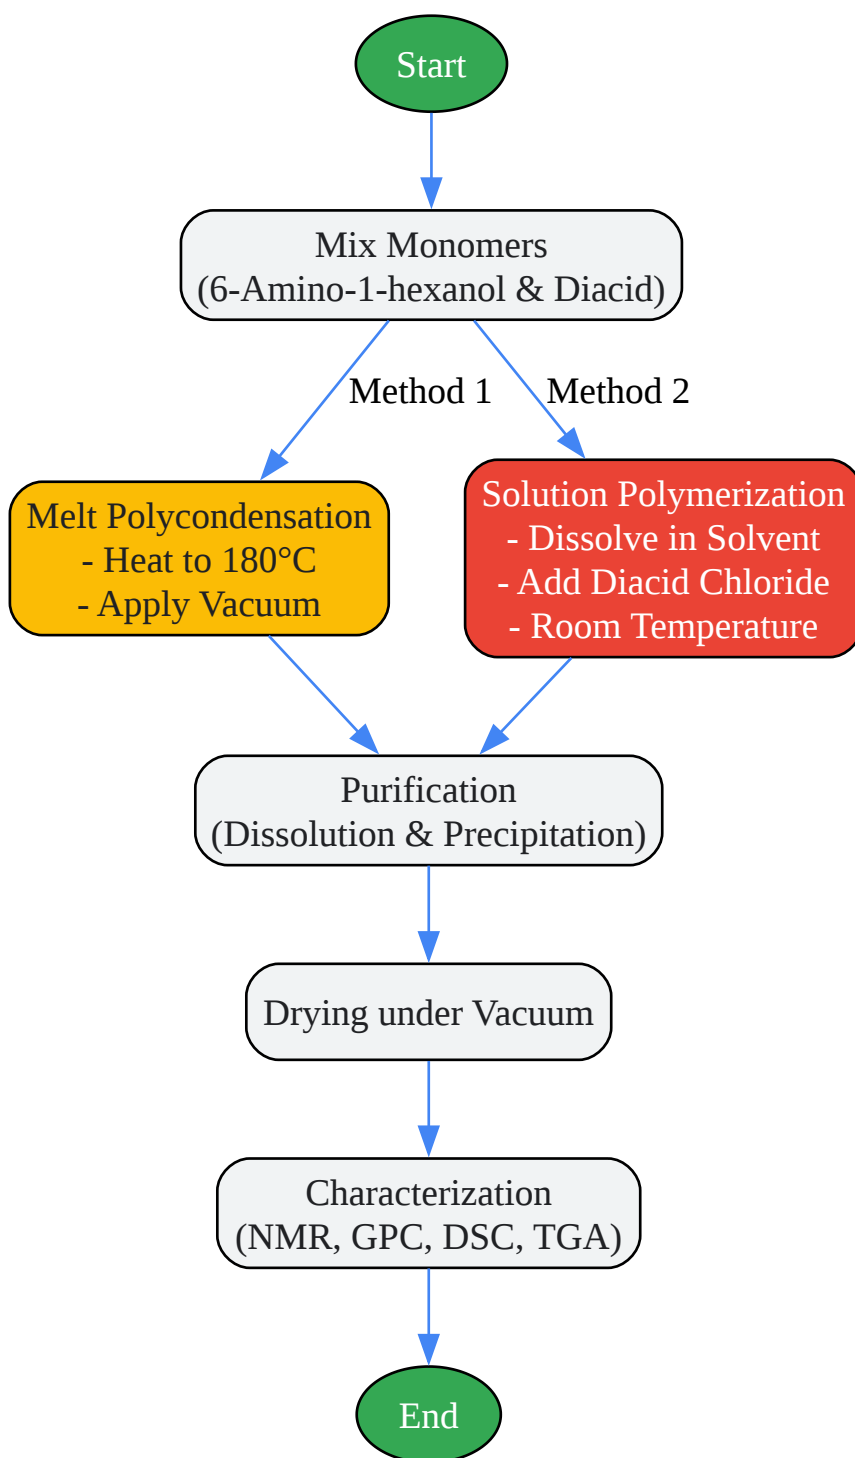 Start
Mix Monomers
(6-Amino-1-hexanol & Diacid)
Method 1
Method 2
Melt Polycondensation
- Heat to 180°C
- Apply Vacuum
Solution Polymerization
- Dissolve in Solvent
- Add Diacid Chloride
- Room Temperature
Purification
(Dissolution & Precipitation)
Drying under Vacuum
Characterization
(NMR, GPC, DSC, TGA)
End